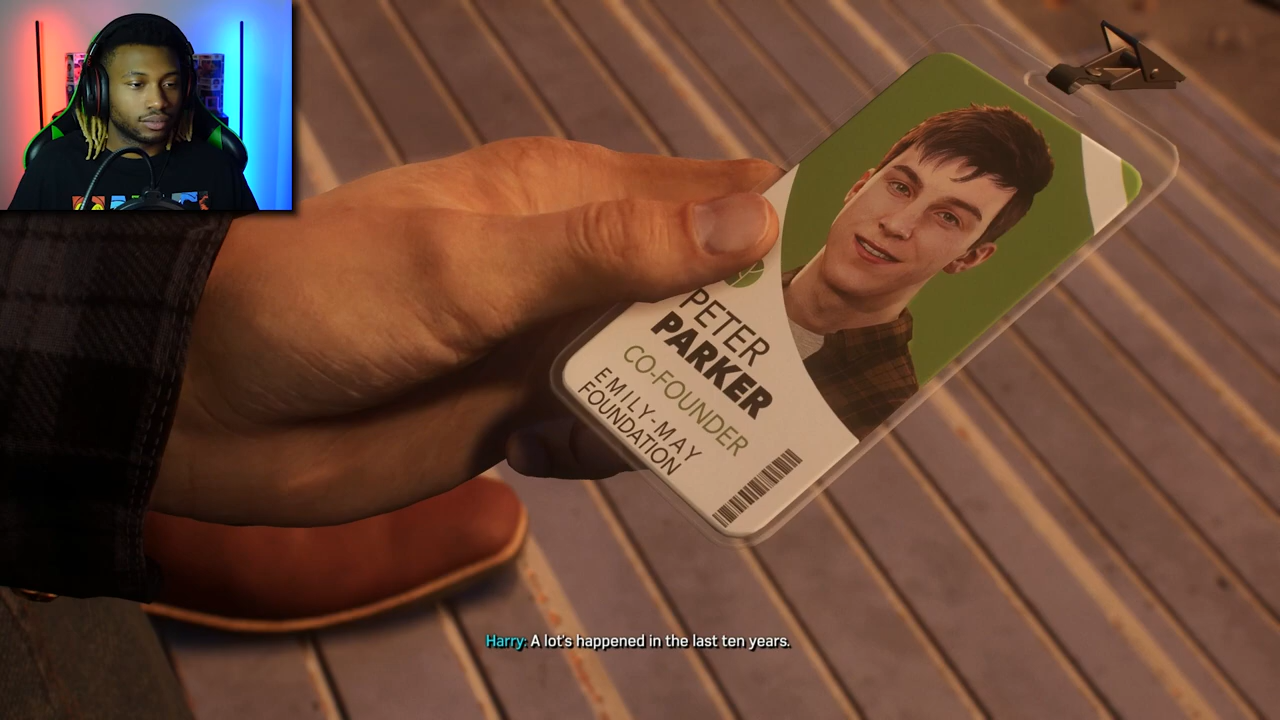 PETER
PARKER
CO-FOUNDER
EMILY-MAY
FOUNDATION
Harry: A lot's happened in the last ten years.